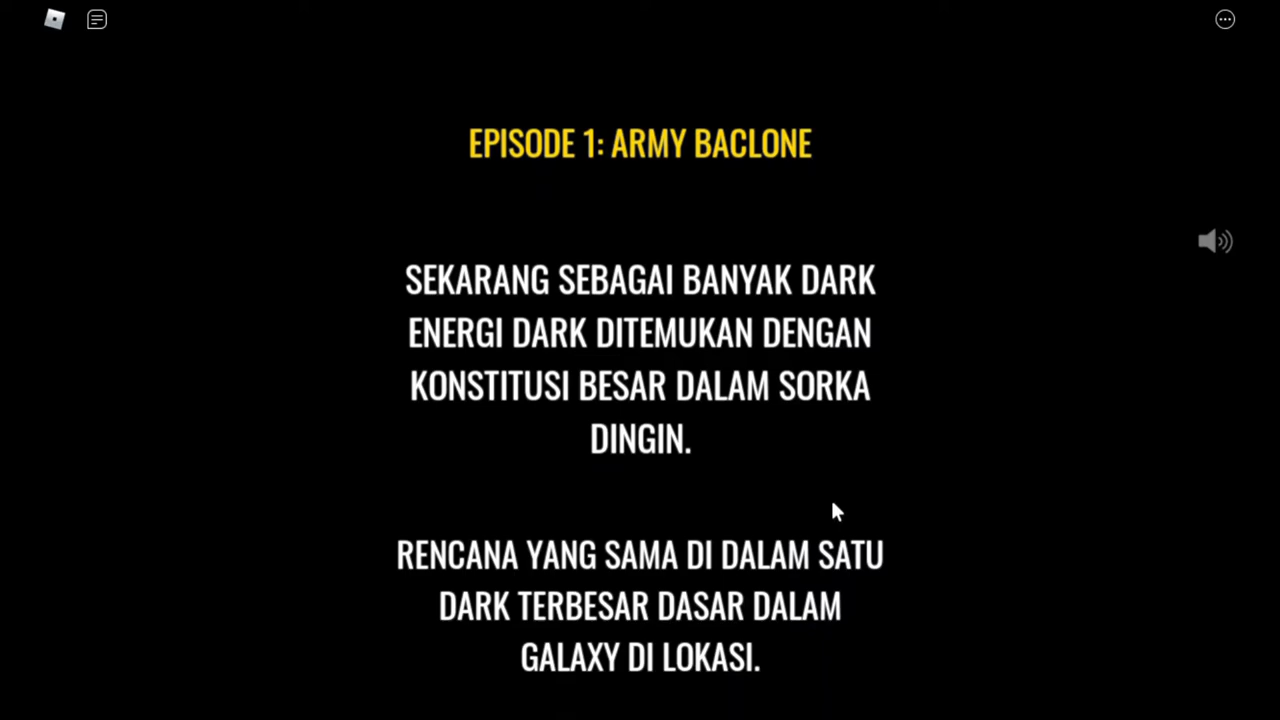 EPISODE 1: ARMY BACLONE
SEKARANG SEBAGAI BANYAK DARK
ENERGI DARK DITEMUKAN DENGAN
KONSTITUSI BESAR DALAM SORKA
DINGIN.
RENCANA YANG SAMA DI DALAM SATU
DARK TERBESAR DASAR DALAM
GALAXY DI LOKASI.